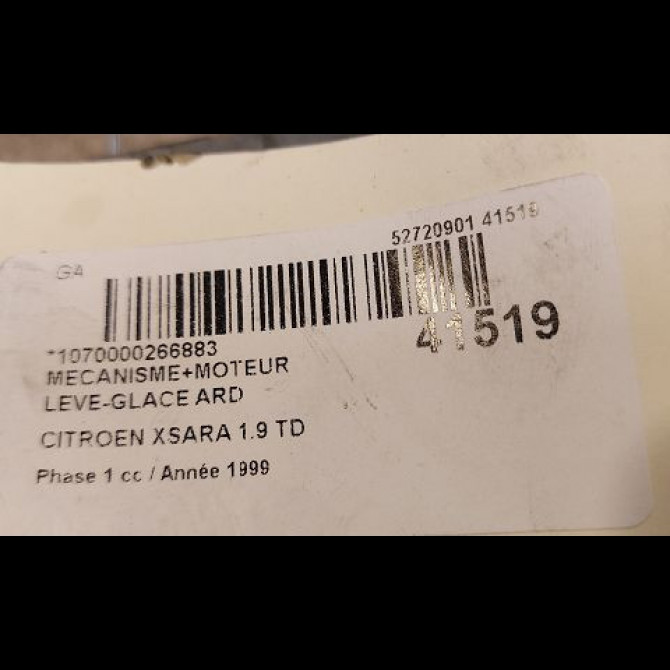 52720901 41519
G4
41519
*1070000266883
MECANISME+MOTEUR
LEVE-GLACE ARD
CITROEN XSARA 1.9 TD
Phase 1 cc / Année 1999